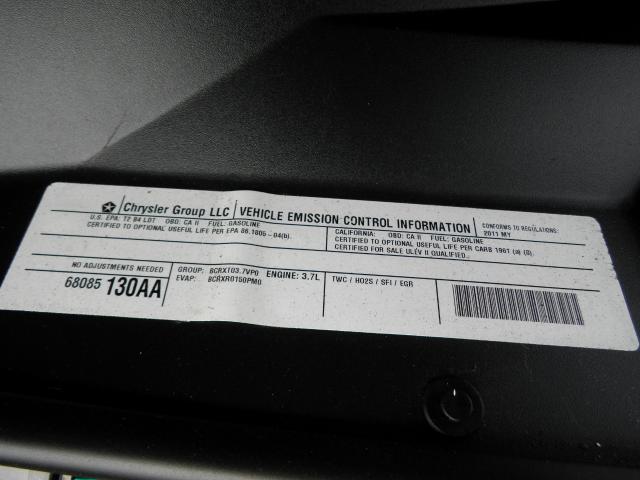 Chrysler Group LLC
VEHICLE EMISSION CONTROL INFORMATION
CONFORMS TO REGULATIONS:
2011 MY
U.S. EPA: T2 B4 LDT OBD: CA II FUEL: GASOLINE
CERTIFIED TO OPTIONAL USEFUL LIFE PER EPA 86.1805-04(b).
CALIFORNIA: OBD: CA II FUEL: GASOLINE
CERTIFIED TO OPTIONAL USEFUL LIFE PER CARB 1961 (a) (8).
CERTIFIED FOR SALE ULEV II QUALIFIED.
NO ADJUSTS NEEDED
68085 130AA
GROUP: BCRXT03.7VP0 ENGINE: 3.7L
EVAP: BCRXR0150PM0
TWC / HO2S / SFI / EGR